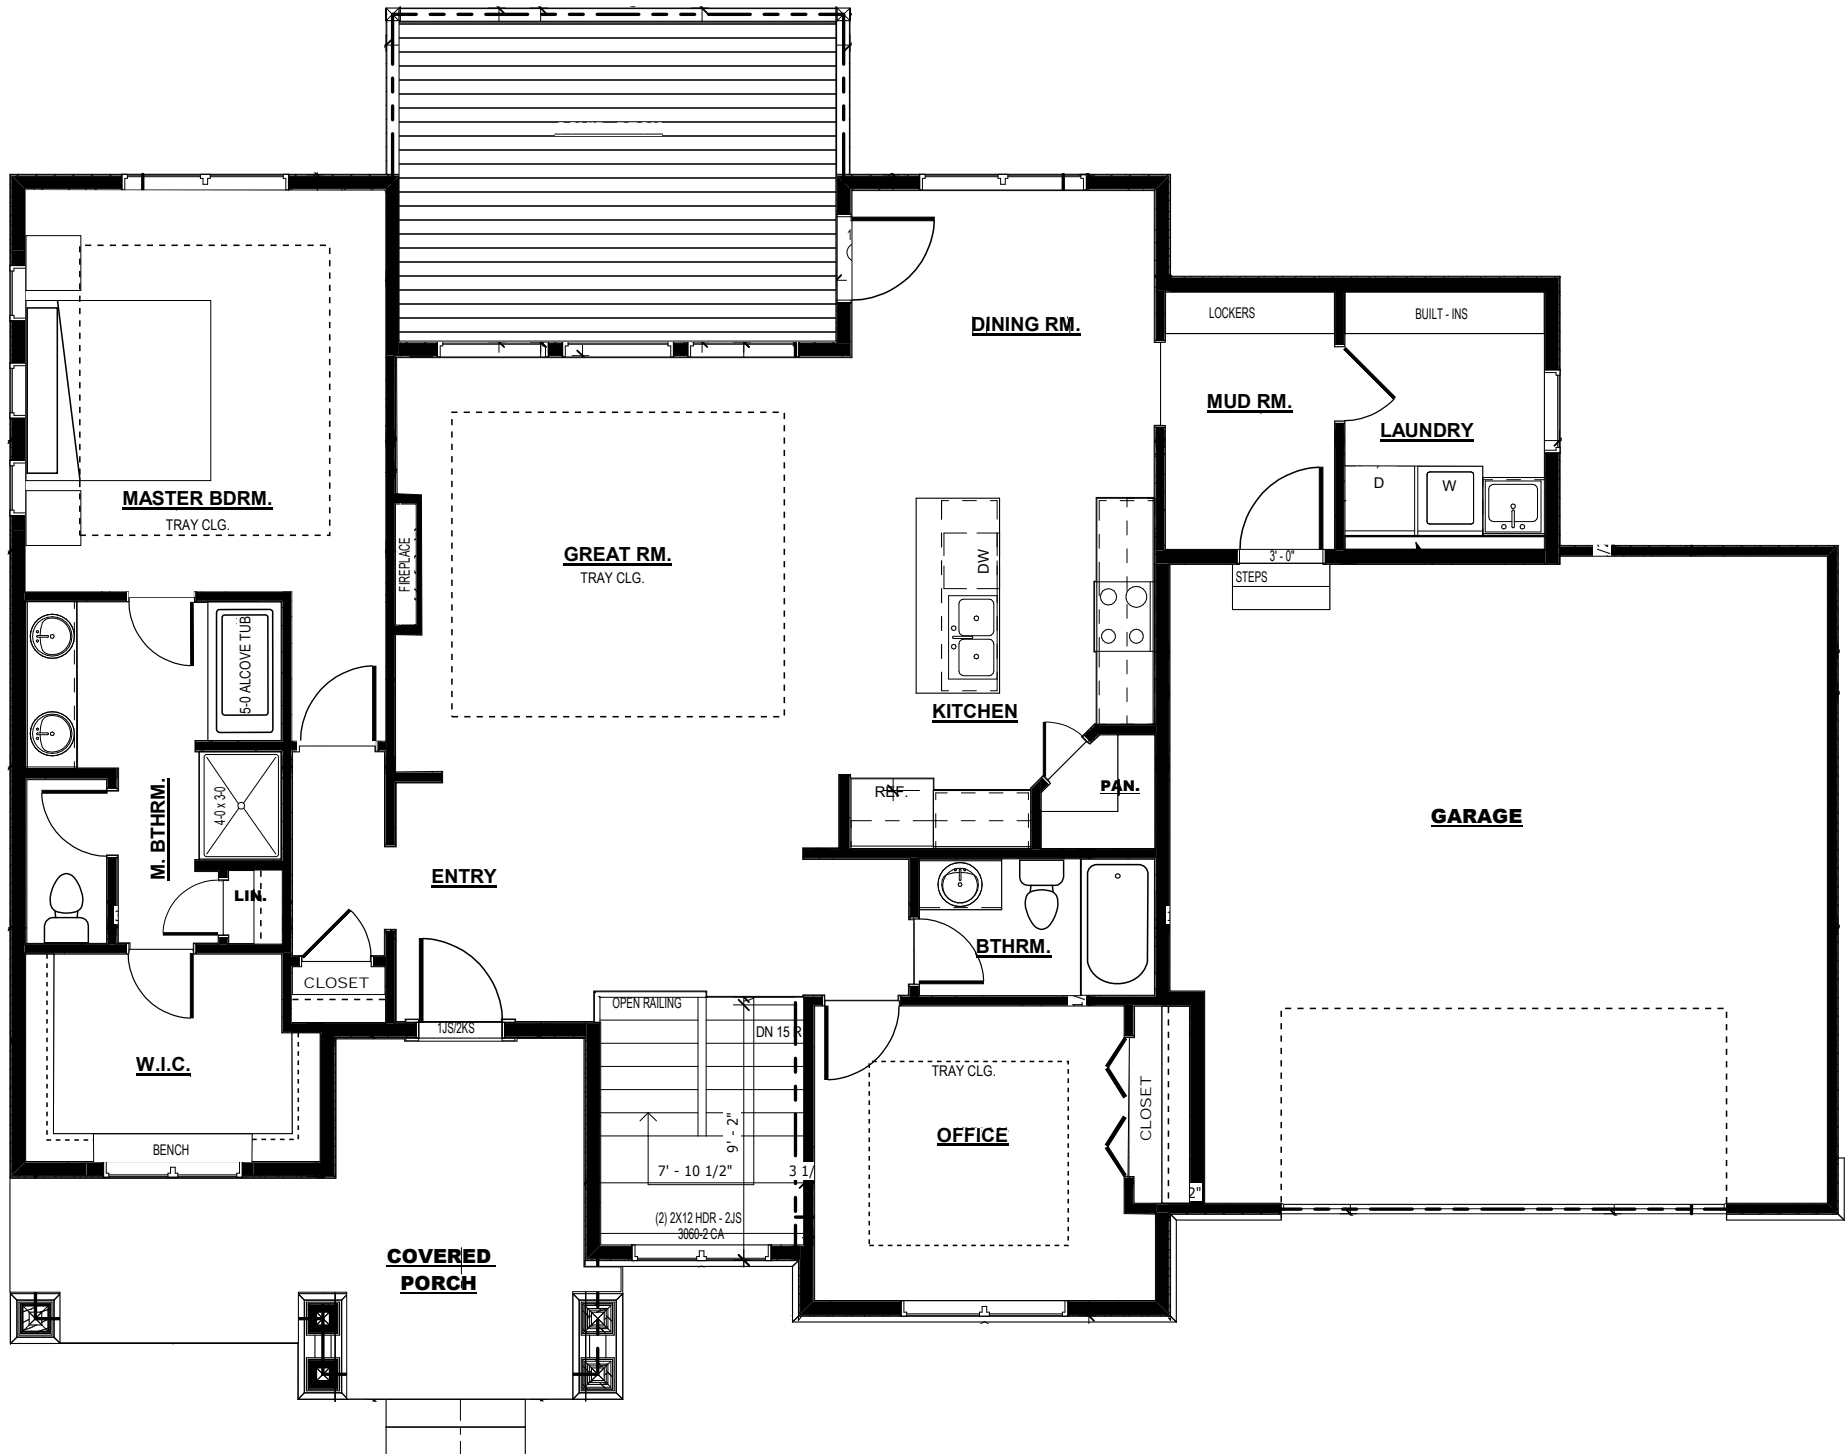 DINING RM.
LOCKERS
BUILT - INS
MUD RM.
LAUNDRY
D
W
MASTER BDRM.
TRAY CLG.
FIREPLACE
GREAT RM.
TRAY CLG.
DW
3' - 0"
STEPS
5-0 ALCOVE TUB
KITCHEN
PAN.
REF.
4-0 x 3-0
M. BTHRM.
GARAGE
ENTRY
LIN.
BTHRM.
CLOSET
OPEN RAILING
1JS/2KS
DN 15 R
W.I.C.
TRAY CLG.
CLOSET
OFFICE
9' - 2"
BENCH
7' - 10 1/2"
3 1/
2"
(2) 2X12 HDR - 2JS
3060-2 CA
COVERED
PORCH